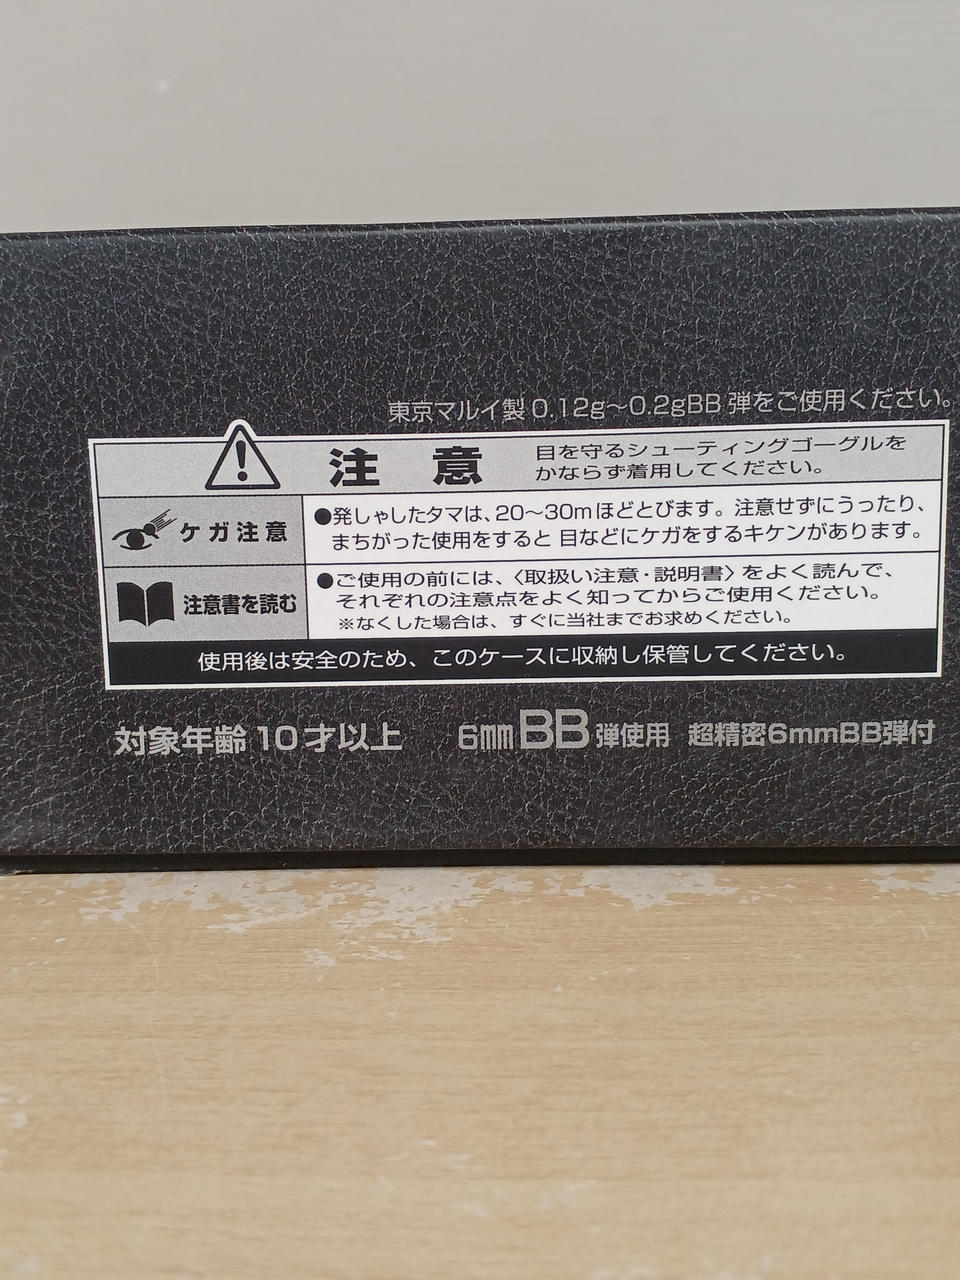 東京マルイ製 0.12g～0.2gBB 弾をご使用ください。
注意
目を守るシューティングゴーグルを
かならず着用してください。
ケガ注意
●発しゃしたタマは、20～30mほどとびます。注意せずにうったり、
まちがった使用をすると 目などにケガをするキケンがあります。
注意書を読む
●ご使用の前には、〈取扱い注意・説明書〉をよく読んで、
それぞれの注意点をよく知ってからご使用ください。
※なくした場合は、すぐに当社までお求めください。
使用後は安全のため、このケースに収納し保管してください。
対象年齢10才以上 6mmBB弾使用 超精密6mmBB弾付